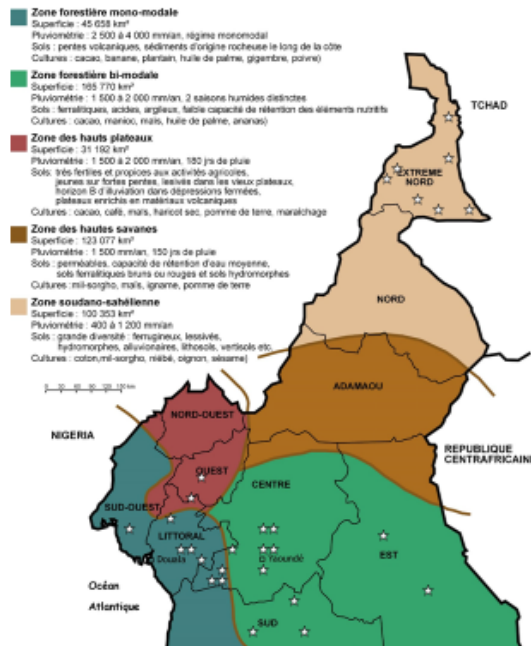 Zone forestière mono-modale
Superficie : 45 658 km²
Pluviométrie : 2 500 à 4 000 mm/an, régime monomodal
Sols : pentes volcaniques, sédiments d'origine rocheuse le long de la côte
Cultures : cacao, banane, plantain, huile de palme, gigembre, poivre)
Zone forestière bi-modale
Superficie : 165 770 km²
Pluviométrie : 1 500 à 2 000 mm/an, 2 saisons humides distinctes
Sols : ferralitiques, acides, argileux, faible capacité de rétention des éléments nutritifs
Cultures : cacao, manioc, maïs, huile de palme, ananas)
Zone des hauts plateaux
Superficie : 31 192 km²
Pluviométrie : 1 500 à 2 000 mm/an, 180 jrs de pluie
Sols: très fertiles et propices aux activités agricoles,
jeunes sur fortes pentes, lesivés dans les vieux plateaux,
horizon B d'illuviation dans dépressions fermées,
plateaux enrichis en matériaux volcaniques
Cultures : cacao, café, maïs, haricot sec, pomme de terre, maraîchage
Zone des hautes savanes
Superficie : 123 077 km²
Pluviométrie : 1 500 mm/an, 150 jrs de pluie
Sols : perméables, capacité de rétention d'eau moyenne,
sols ferralitiques bruns ou rouges et sols hydromorphes
Cultures : mil-sorgho, maïs, igname, pomme de terre
Zone soudano-sahélienne
Superficie : 100 353 km²
Pluviométrie : 400 à 1 200 mm/an
Sols : grande diversité : ferrugineux, lessivés,
hydromorphes, alluvionaires, lithosols, vertisols etc.
Cultures : coton,mil-sorgho, niébé, oignon, sésame)
TCHAD
EXTREME
NORD
NORD
0 30 60 90 120 150 km
ADAMAOU
NORD-OUEST
NIGERIA
REPUBLIQUE
CENTRAFRICAINE
OUEST
CENTRE
SUD-OUEST
LITTORAL
EST
Douala
Yaoundé
Océan
Atlantique
SUD